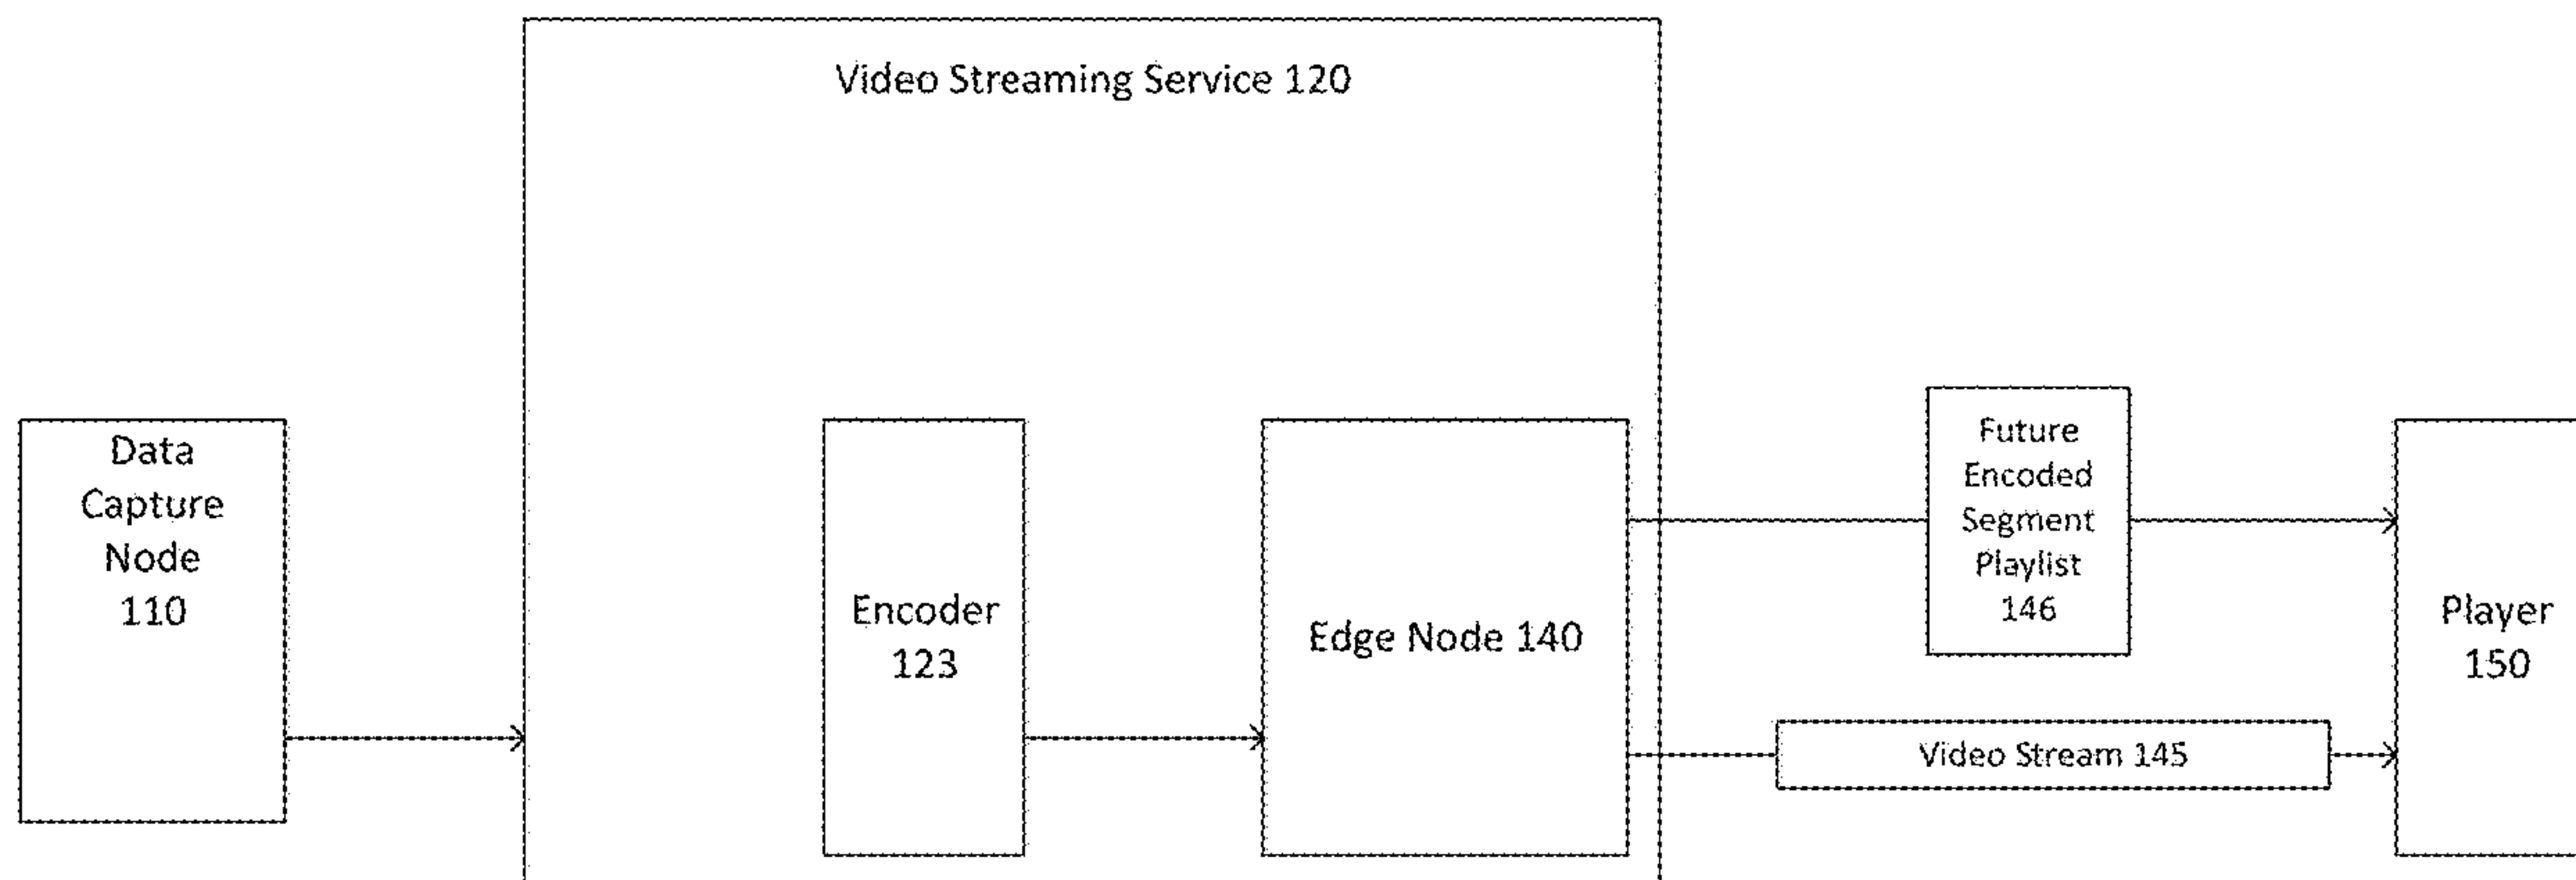 Video Streaming Service 120
Data
Capture
Node
110
Encoder
123
Edge Node 140
Future
Encoded
Segment
Playlist
146
Video Stream 145
Player
150